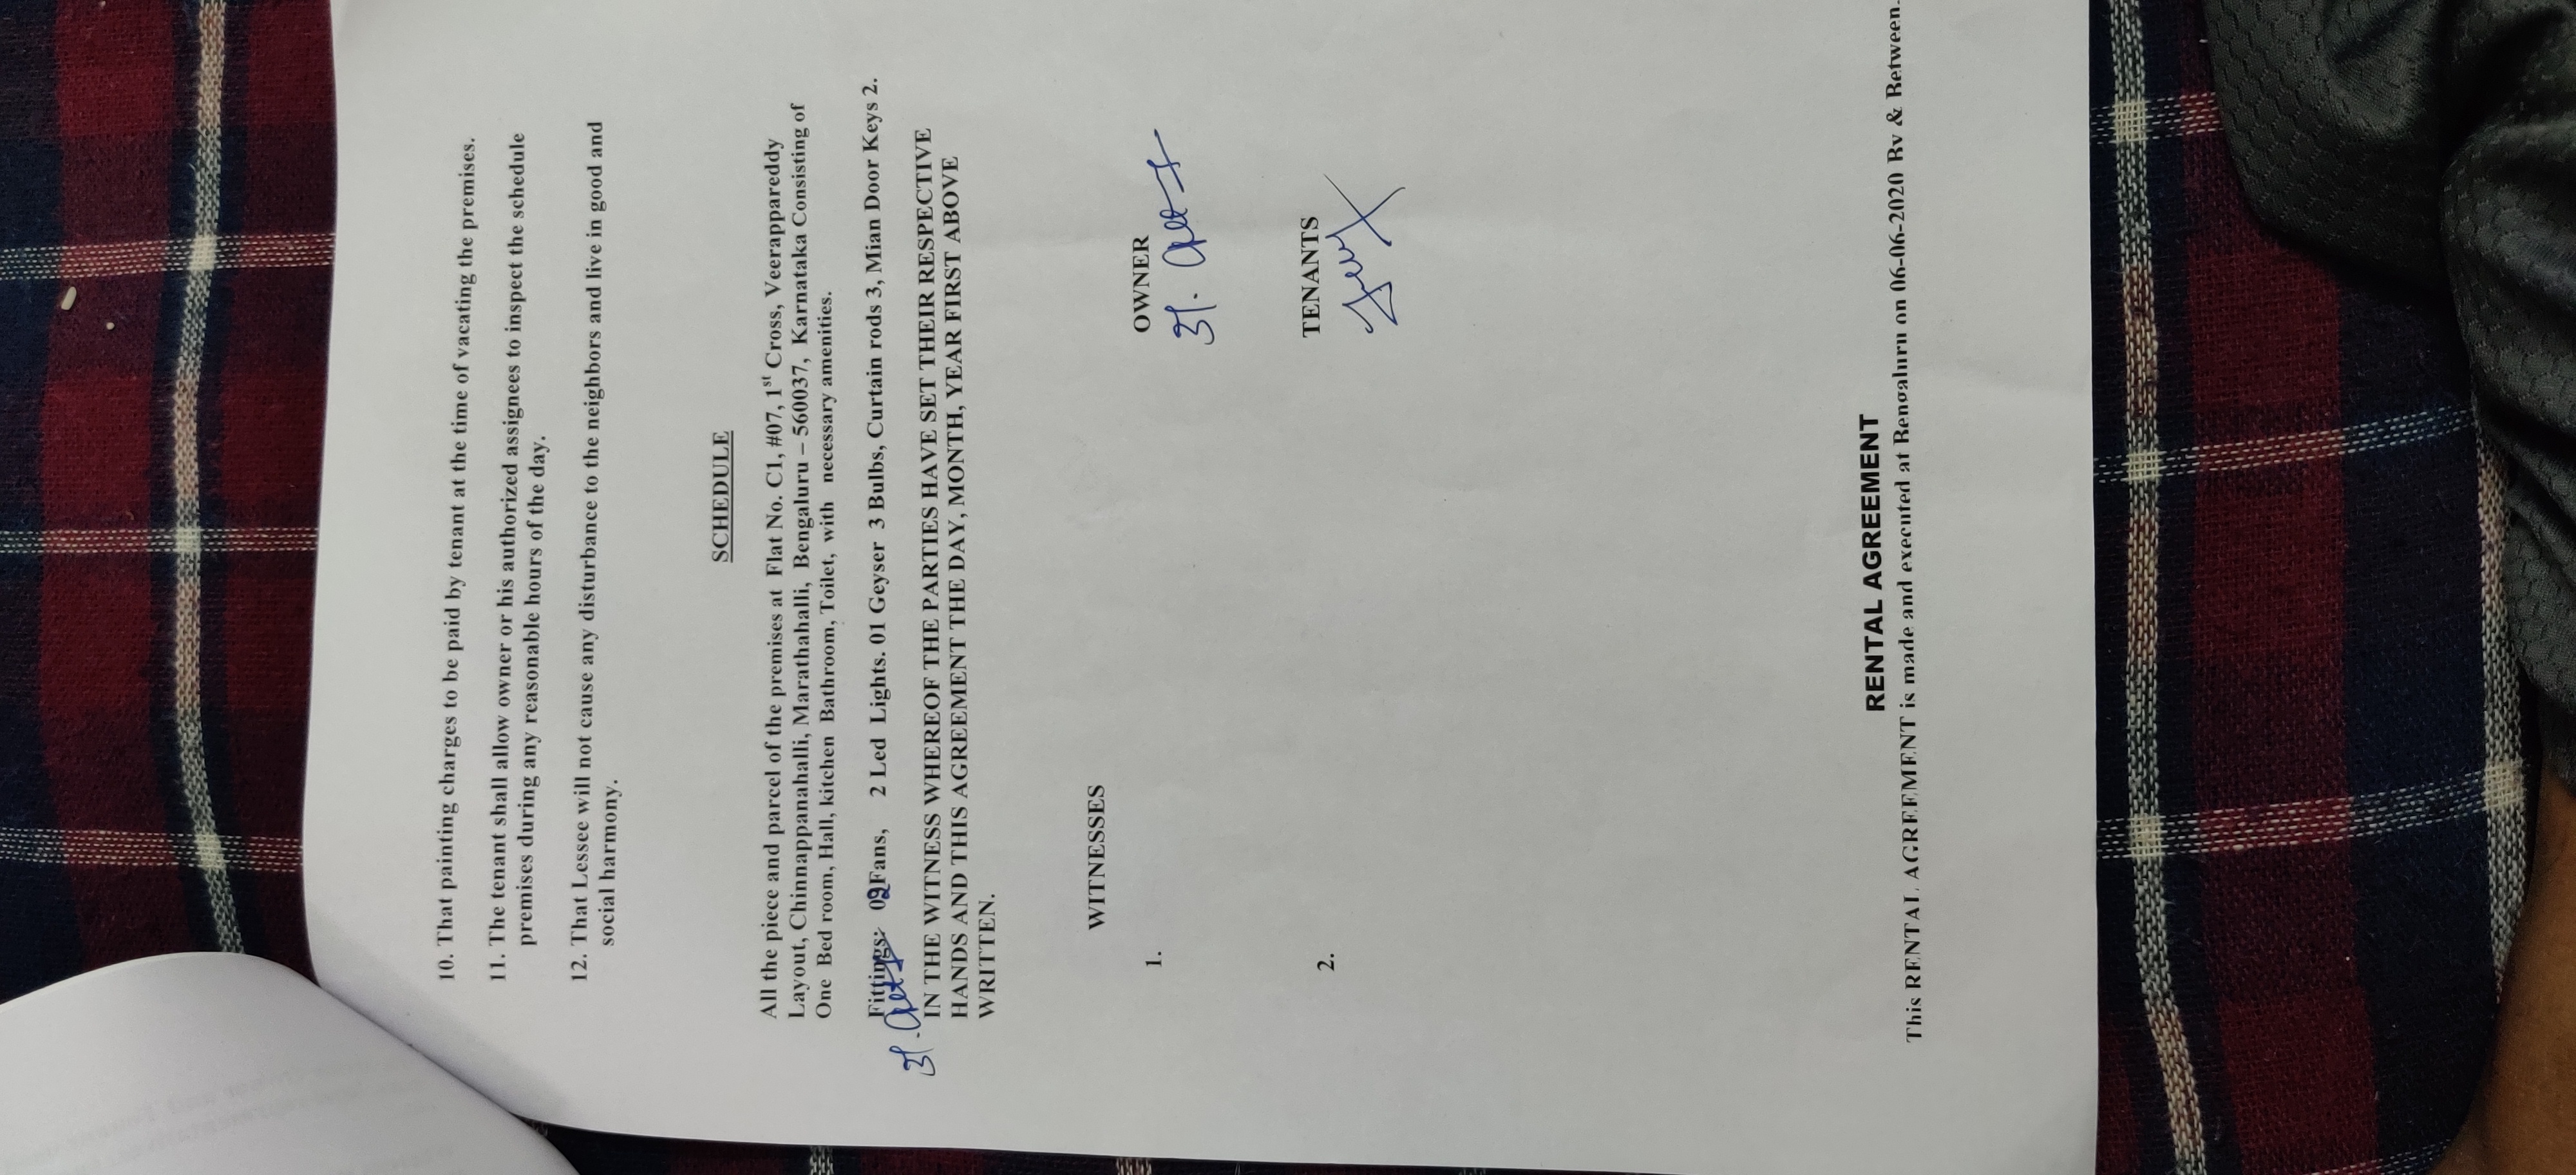 10. That painting charges to be paid by tenant at the time of vacating the premises.
11. The tenant shall allow owner or his authorized assignees to inspect the schedule
premises during any reasonable hours of the day.
12. That Lessee will not cause any disturbance to the neighbors and live in good and
social harmony.
SCHEDULE
All the piece and parcel of the premises at Flat No. C1, #07, 1st Cross, Veerappareddy
Layout, Chinnappanahalli, Marathahalli, Bengaluru – 560037, Karnataka Consisting of
One Bed room, Hall, kitchen Bathroom, Toilet, with necessary amenities.
Fittings: 02 Fans, 2 Led Lights. 01 Geyser 3 Bulbs, Curtain rods 3, Mian Door Keys 2.
IN THE WITNESS WHEREOF THE PARTIES HAVE SET THEIR RESPECTIVE
HANDS AND THIS AGREEMENT THE DAY, MONTH, YEAR FIRST ABOVE
WRITTEN.
WITNESSES
OWNER
1.
TENANTS
2.
RENTAL AGREEMENT
This RENTAL AGREEMENT is made and executed at Bengaluru on 06-06-2020 By & Between.